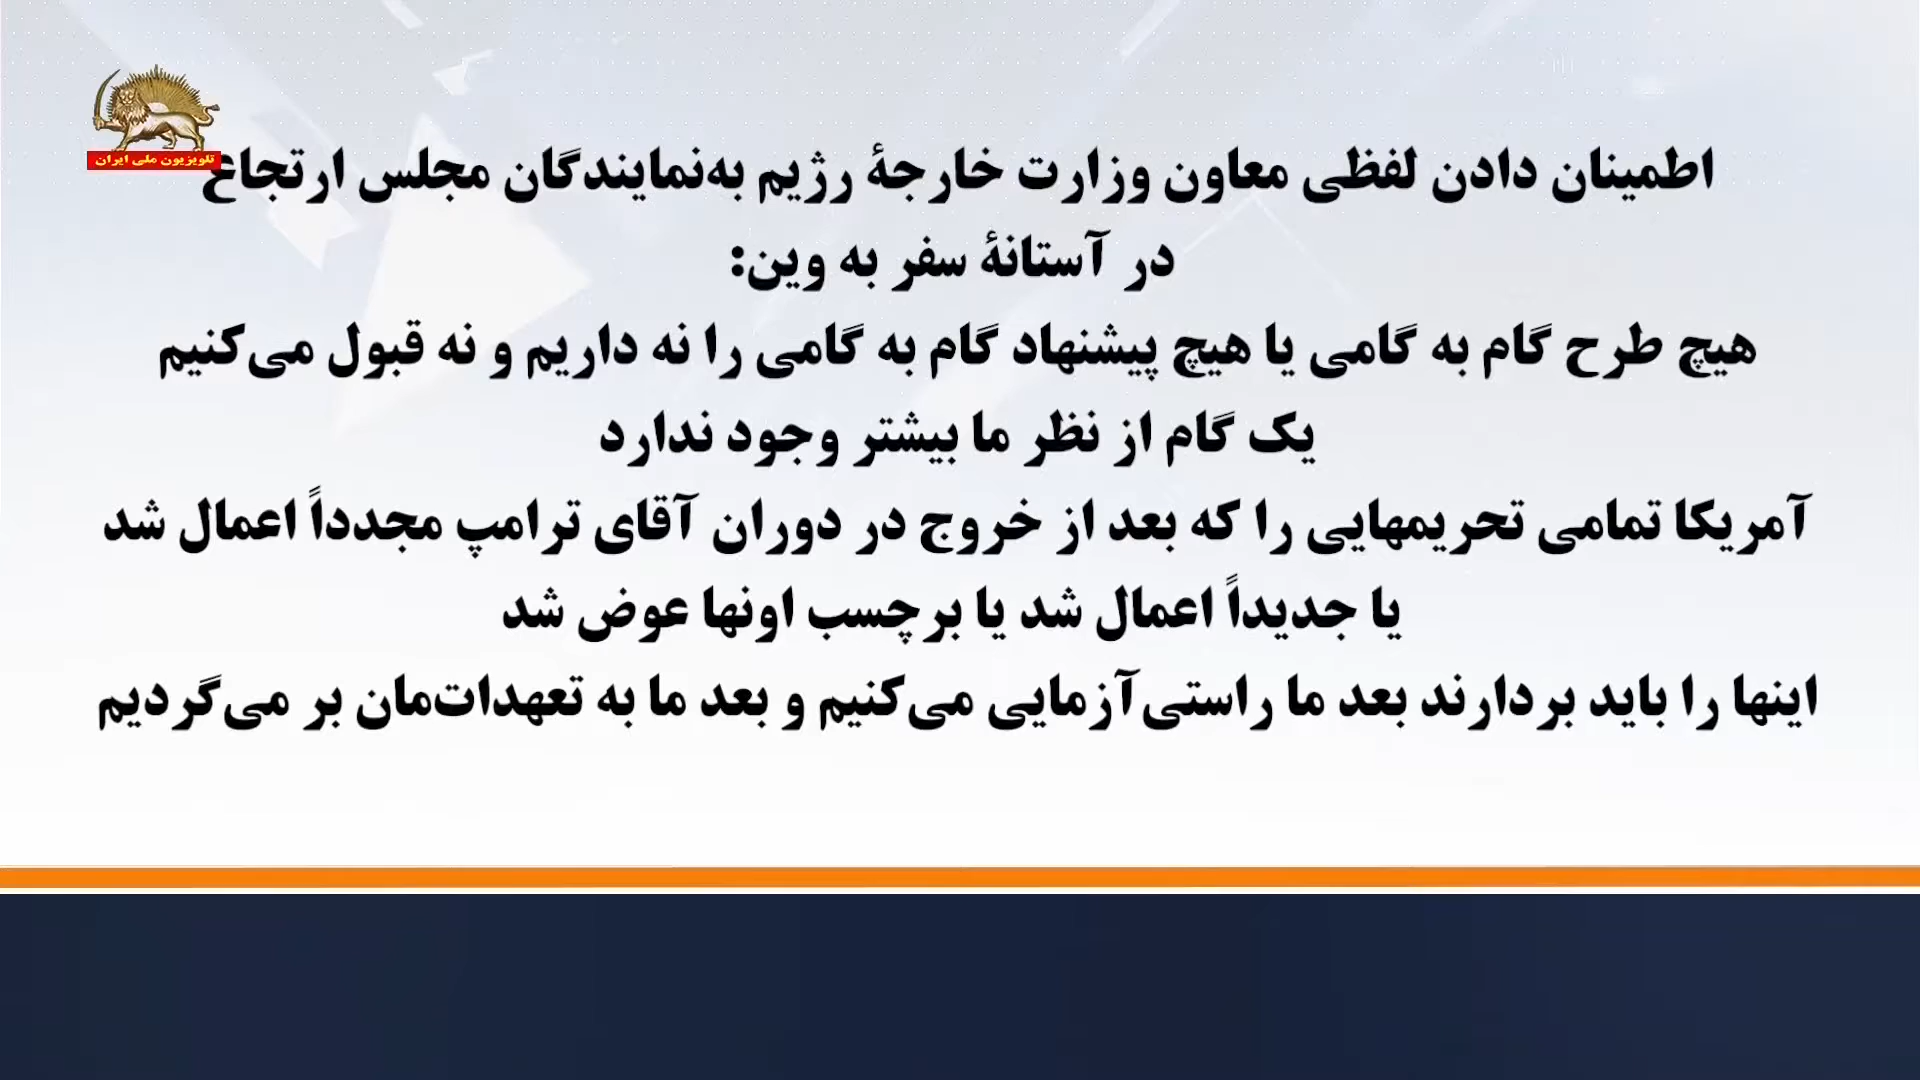 تلویزیون ملی ایران
اطمینان دادن لفظی معاون وزارت خارجهٔ رژیم به‌نمایندگان مجلس ارتجاع
در آستانهٔ سفر به وین:
هیچ طرح گام به گامی یا هیچ پیشنهاد گام به گامی را نه داریم و نه قبول می‌کنیم
یک گام از نظر ما بیشتر وجود ندارد
آمریکا تمامی تحریمهایی را که بعد از خروج در دوران آقای ترامپ مجدداً اعمال شد
یا جدیداً اعمال شد یا برچسب اونها عوض شد
اینها را باید بردارند بعد ما راستی‌آزمایی می‌کنیم و بعد ما به تعهدات‌مان بر می‌گردیم